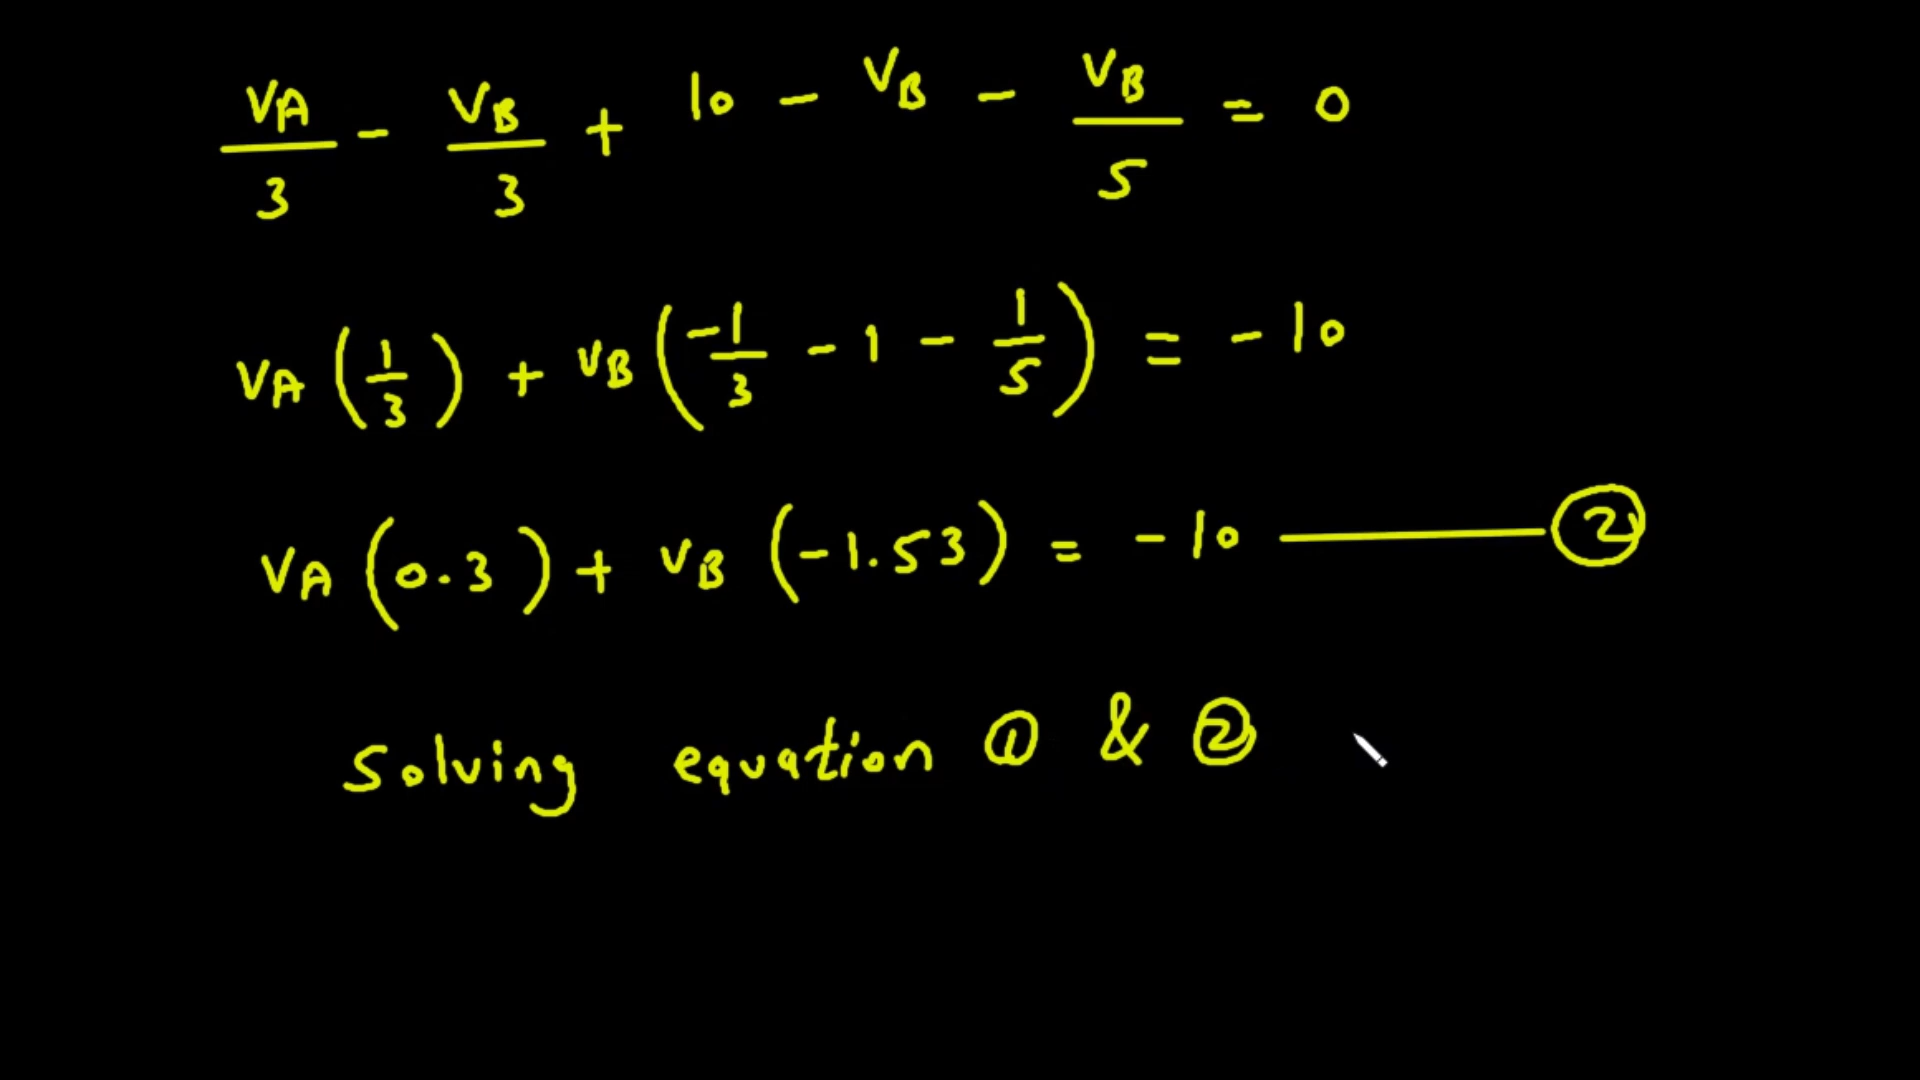 VA/3 - VB/3 + 10 - VB - VB/5 = 0
VA (1/3) + VB (-1/3 - 1 - 1/5) = -10
VA (0.3) + VB (-1.53) = -10 —— ②
Solving equation ① & ②